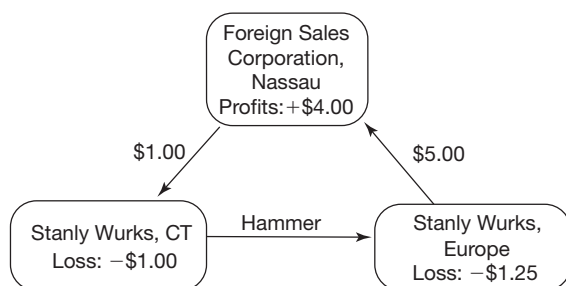 Foreign Sales
Corporation,
Nassau
Profits:+$4.00
$1.00
$5.00
Stanly Wurks, CT
Loss: −$1.00
Hammer
Stanly Wurks,
Europe
Loss: −$1.25